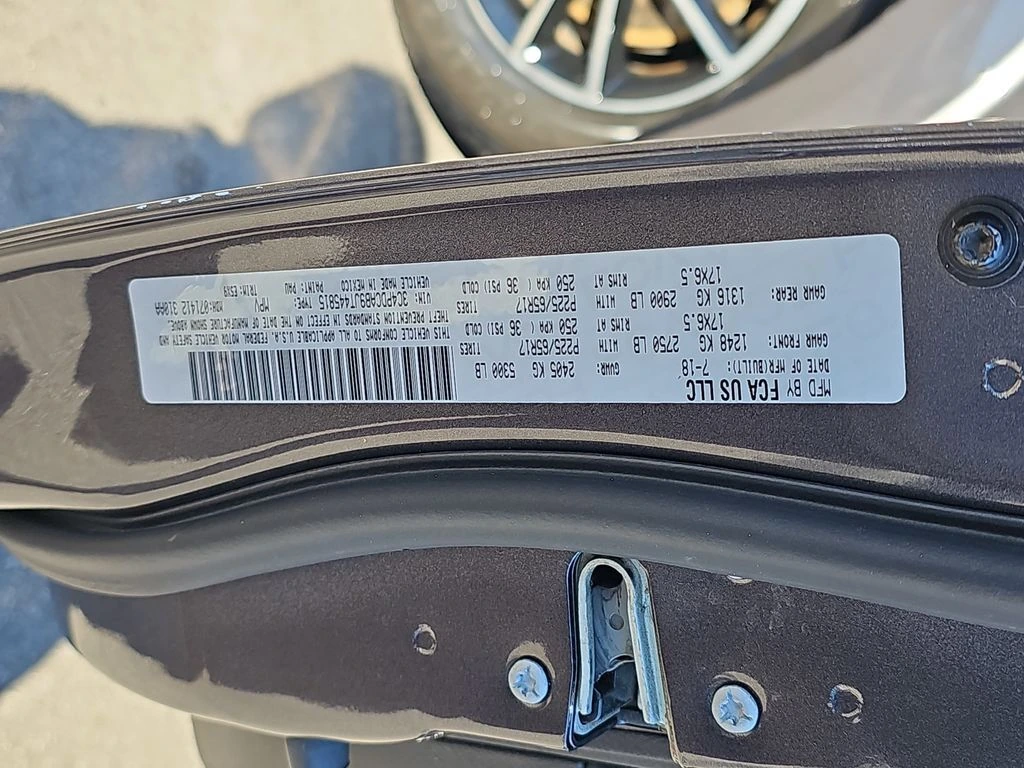 MFD BY FCA US LLC
DATE OF MFR(BUILT): 7-18 GVWR: 2405 KG 5300 LB
GAWR FRONT: 1248 KG 2750 LB WITH P225/65R17 TIRES
17X6.5 RIMS AT 250 KPA ( 36 PSI)COLD
GAWR REAR: 1316 KG 2900 LB WITH P225/65R17 TIRES
17X6.5 RIMS AT 250 KPA ( 36 PSI)COLD
THIS VEHICLE CONFORMS TO ALL APPLICABLE U.S.A. FEDERAL MOTOR VEHICLE SAFETY AND
THEFT PREVENTION STANDARDS IN EFFECT ON THE DATE OF MANUFACTURE SHOWN ABOVE.
VIN: TYPE: MPV MDH:
VEHICLE MADE IN MEXICO PAINT: PAU TRIM: